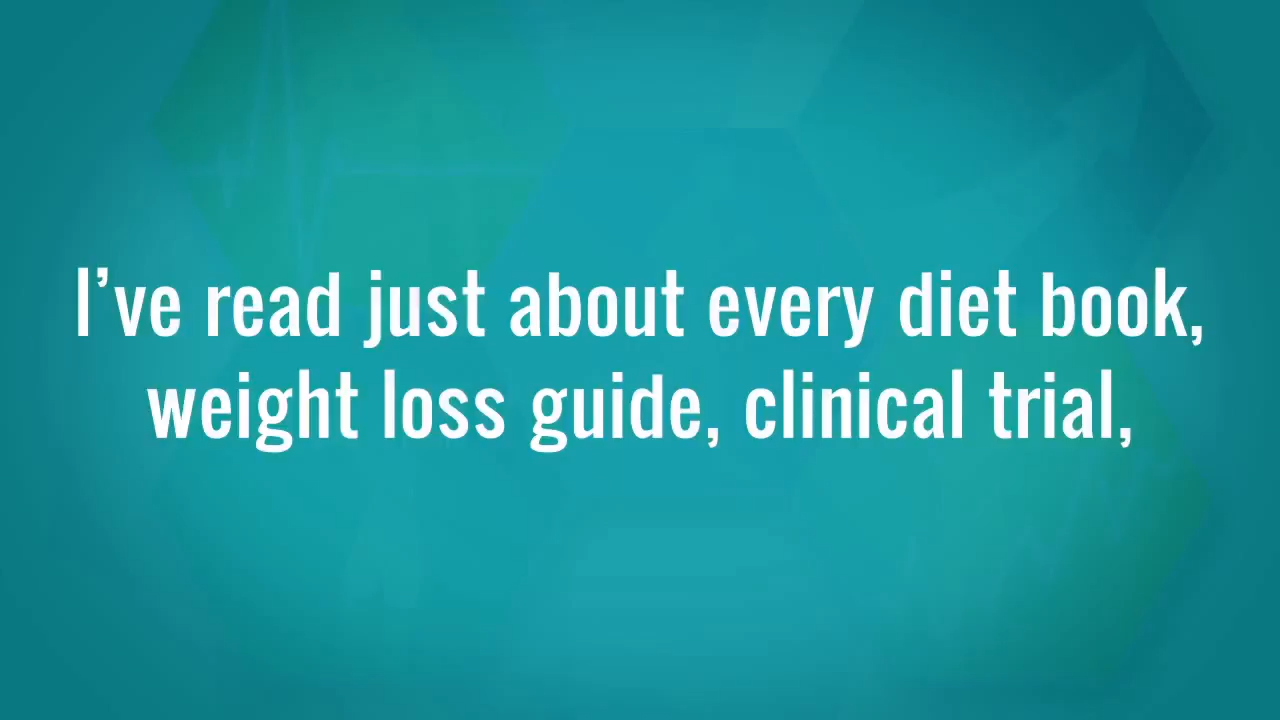 I’ve read just about every diet book,
weight loss guide, clinical trial,